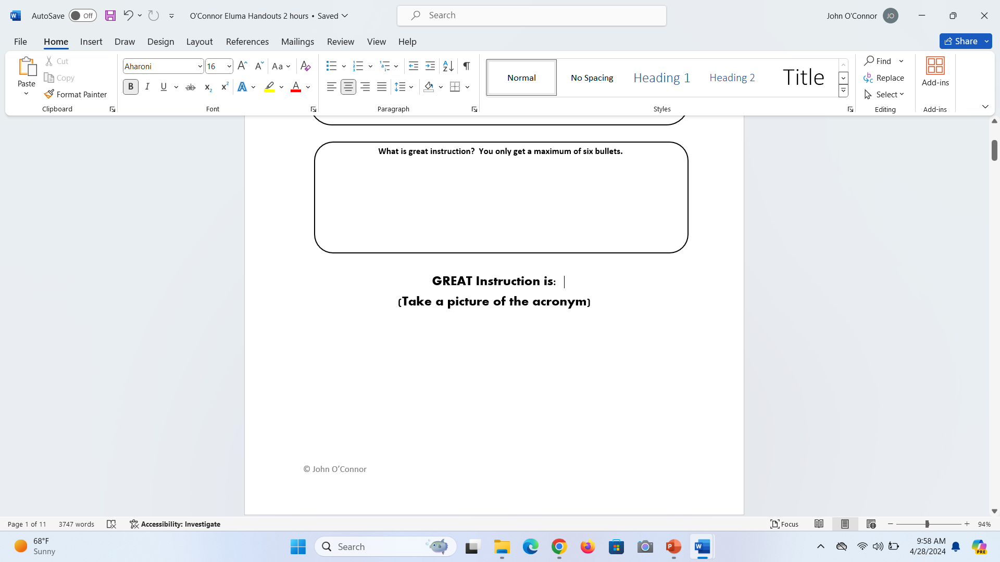 AutoSave Off O'Connor Eluma Handouts 2 hours • Saved Search John O'Connor JO
File Home Insert Draw Design Layout References Mailings Review View Help Share
Paste
Cut
Copy
Format Painter
Clipboard
Aharoni 16 Aa
B I U ab x₂ x² A A
Font
Paragraph
Normal No Spacing Heading 1 Heading 2 Title
Styles
Find
Replace
Select
Editing
Add-ins
Add-ins
What is great instruction?  You only get a maximum of six bullets.
GREAT Instruction is:
(Take a picture of the acronym)
© John O’Connor
Page 1 of 11 3747 words Accessibility: Investigate Focus 94%
68°F
Sunny
Search
9:58 AM
4/28/2024
PRE